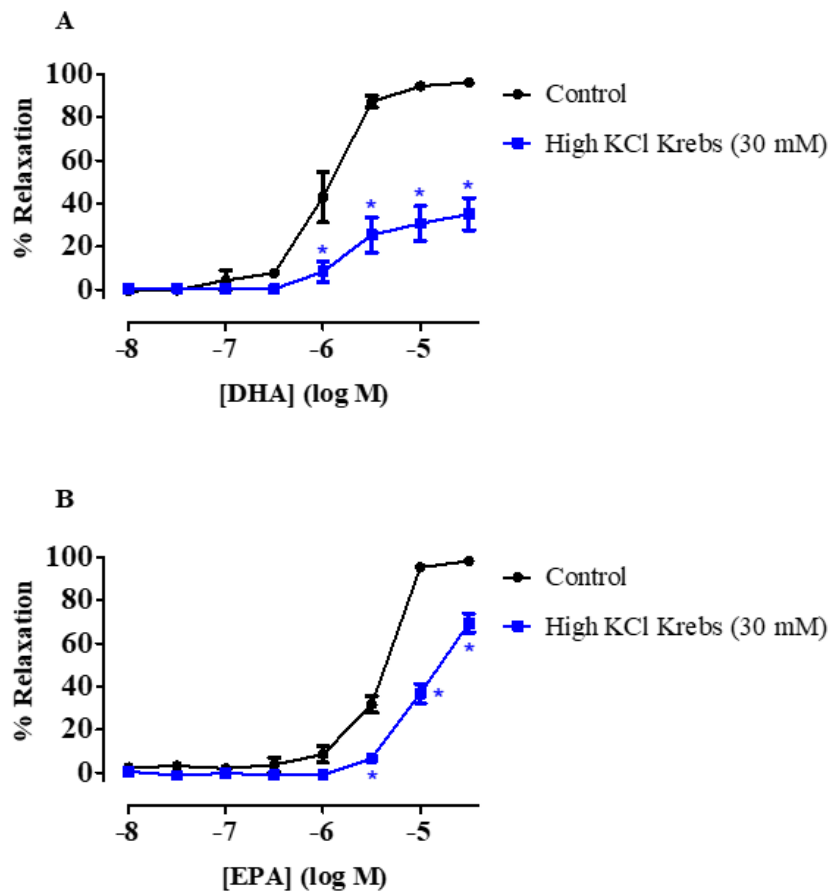 A
100
80
60
40
20
0
% Relaxation
-8 -7 -6 -5
[DHA] (log M)
Control
High KCl Krebs (30 mM)
* * * *
B
100
80
60
40
20
0
% Relaxation
-8 -7 -6 -5
[EPA] (log M)
Control
High KCl Krebs (30 mM)
* * *